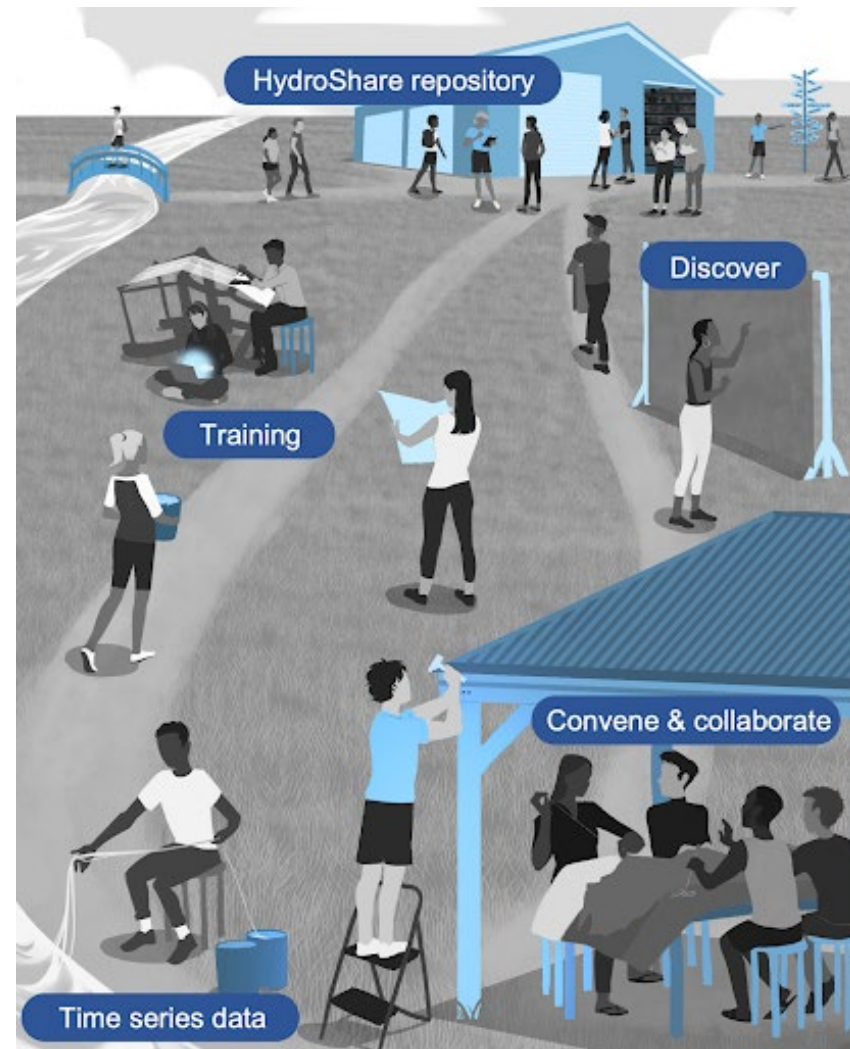 HydroShare repository
Discover
Training
Convene & collaborate
Time series data